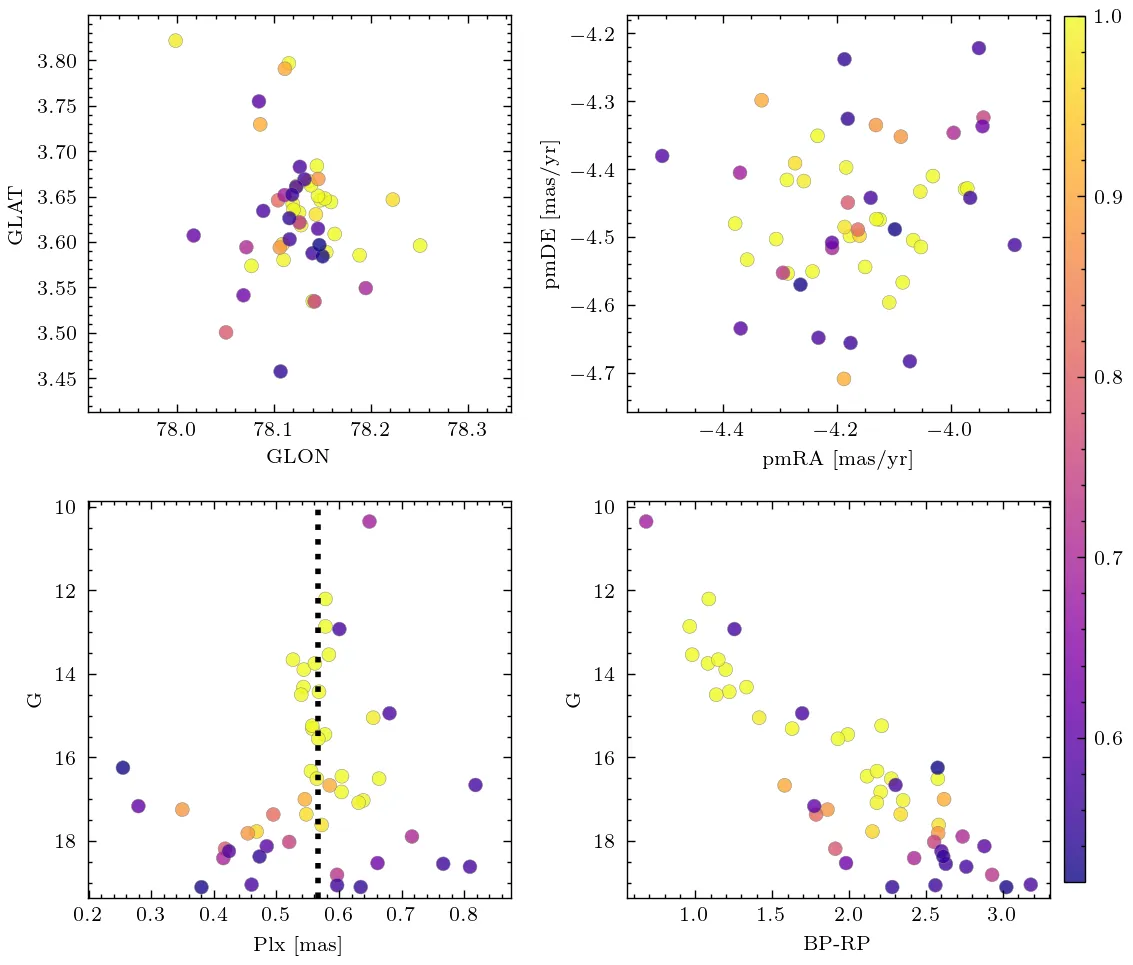 3.80
3.75
3.70
3.65
3.60
3.55
3.50
3.45
GLAT
78.0 78.1 78.2 78.3
GLON
−4.2
−4.3
−4.4
−4.5
−4.6
−4.7
pmDE [mas/yr]
−4.4 −4.2 −4.0
pmRA [mas/yr]
10
12
14
16
18
G
0.2 0.3 0.4 0.5 0.6 0.7 0.8
Plx [mas]
10
12
14
16
18
G
1.0 1.5 2.0 2.5 3.0
BP-RP
1.0
0.9
0.8
0.7
0.6